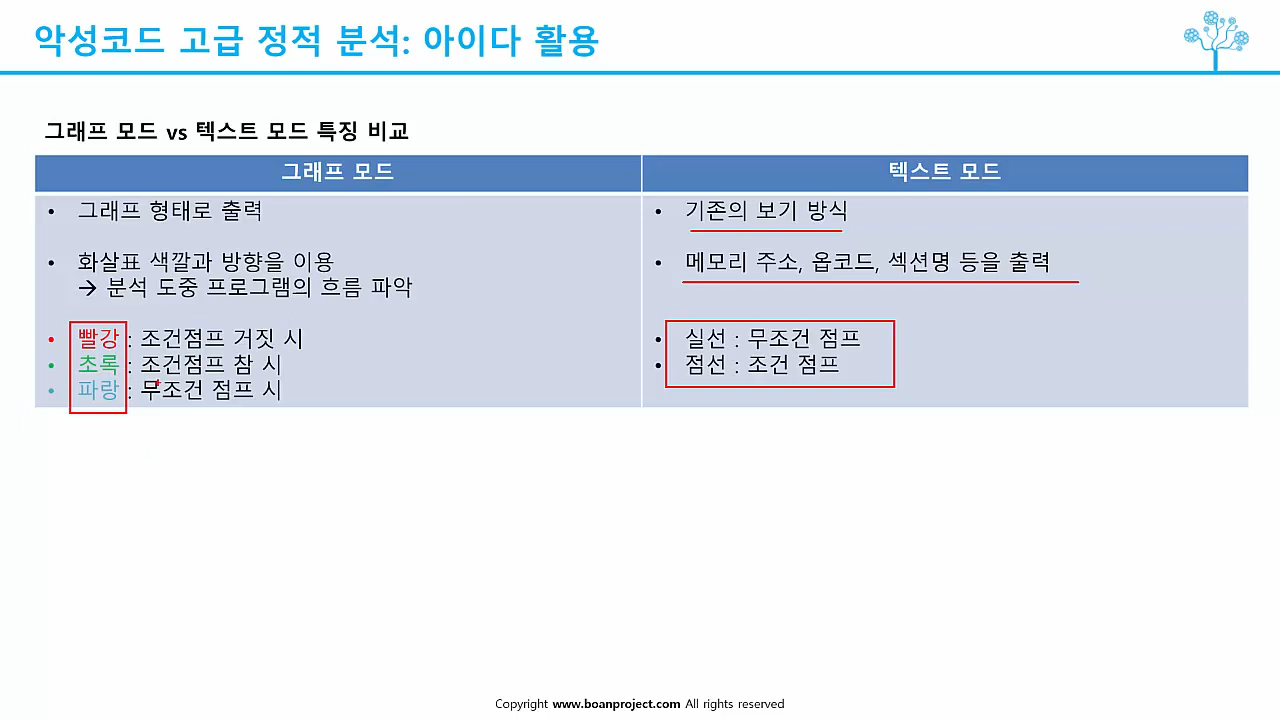 악성코드 고급 정적 분석: 아이다 활용
그래프 모드 vs 텍스트 모드 특징 비교
그래프 모드
텍스트 모드
• 그래프 형태로 출력
• 화살표 색깔과 방향을 이용
→ 분석 도중 프로그램의 흐름 파악
• 빨강 : 조건점프 거짓 시
• 초록 : 조건점프 참 시
• 파랑 : 무조건 점프 시
• 기존의 보기 방식
• 메모리 주소, 옵코드, 섹션명 등을 출력
• 실선 : 무조건 점프
• 점선 : 조건 점프
Copyright www.boanproject.com All rights reserved